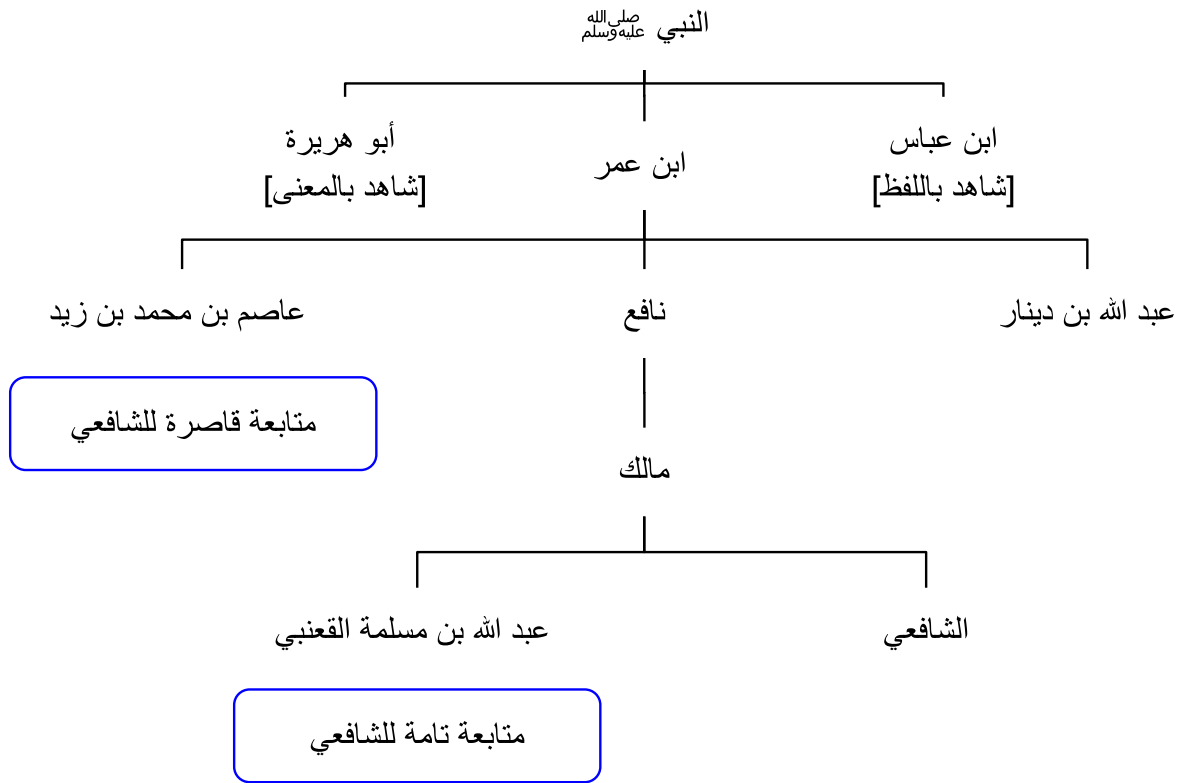 النبي ﷺ
ابن عباس
[شاهد باللفظ]
ابن عمر
أبو هريرة
[شاهد بالمعنى]
عبد الله بن دينار
نافع
عاصم بن محمد بن زيد
متابعة قاصرة للشافعي
مالك
الشافعي
عبد الله بن مسلمة القعنبي
متابعة تامة للشافعي